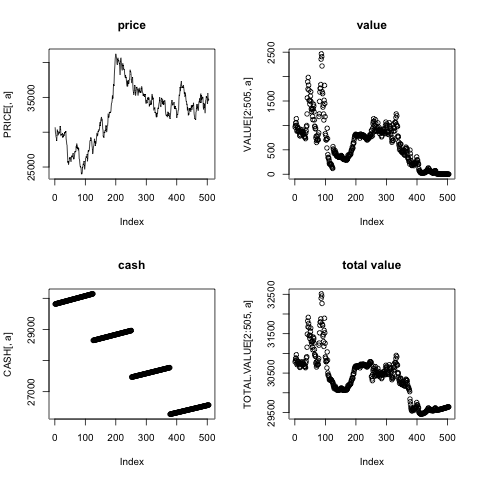 price
PRICE[, a]
25000
35000
0 100 200 300 400 500
Index
value
VALUE[2:505, a]
0
500
1500
2500
0 100 200 300 400 500
Index
cash
CASH[, a]
27000
29000
0 100 200 300 400 500
Index
total value
TOTAL.VALUE[2:505, a]
29500
30500
31500
32500
0 100 200 300 400 500
Index